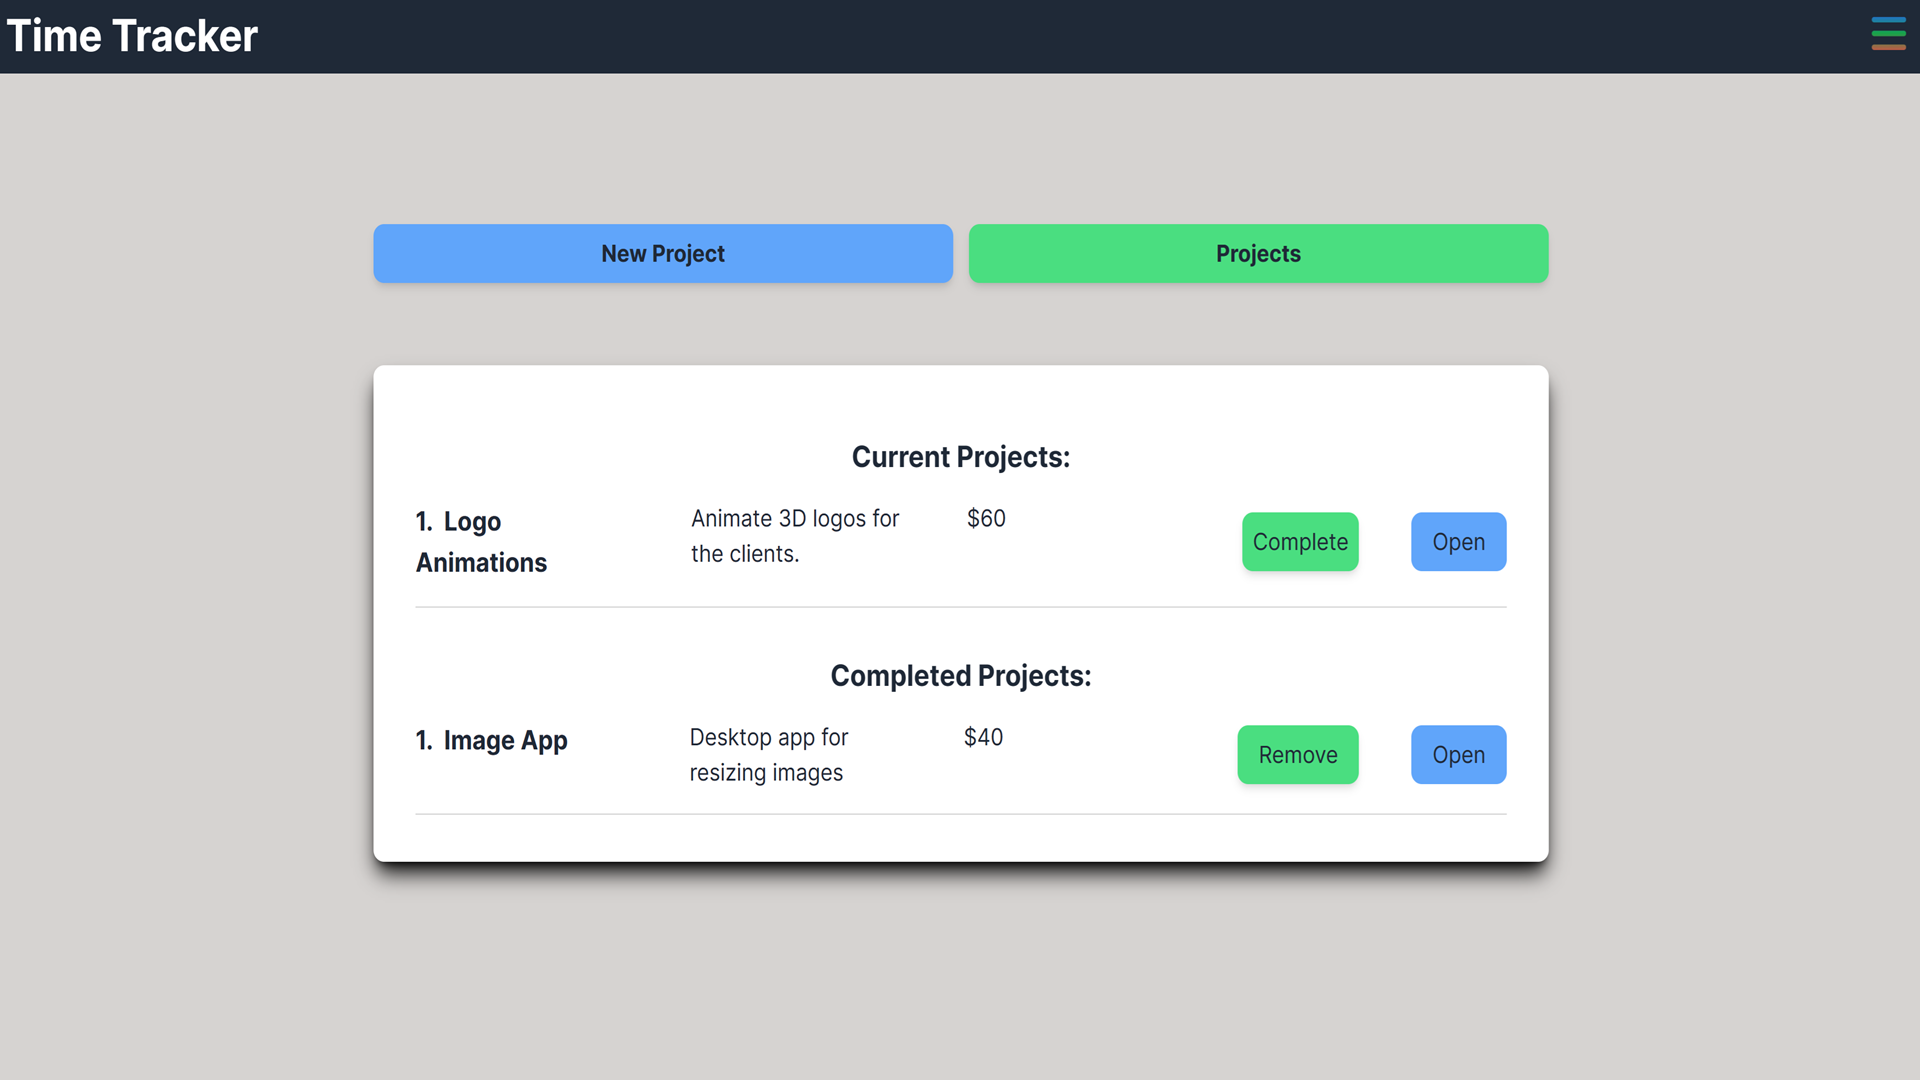 Time Tracker
New Project
Projects
Current Projects:
1. Logo
Animations
Animate 3D logos for
the clients.
$60
Complete
Open
Completed Projects:
1. Image App
Desktop app for
resizing images
$40
Remove
Open